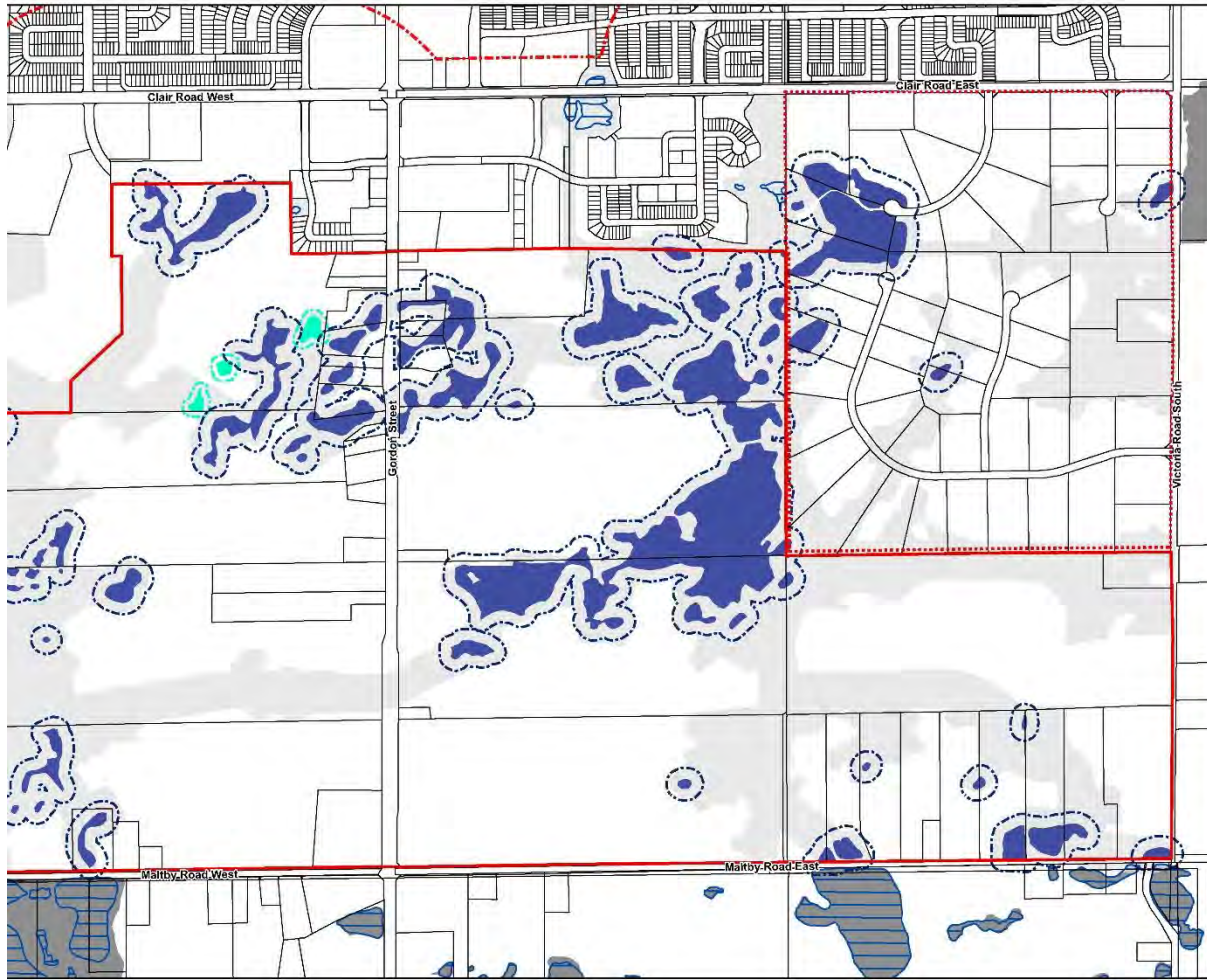 Clair Road West
Clair Road East
Gordon Street
Victoria Road South
Maltby Road West
Maltby Road East